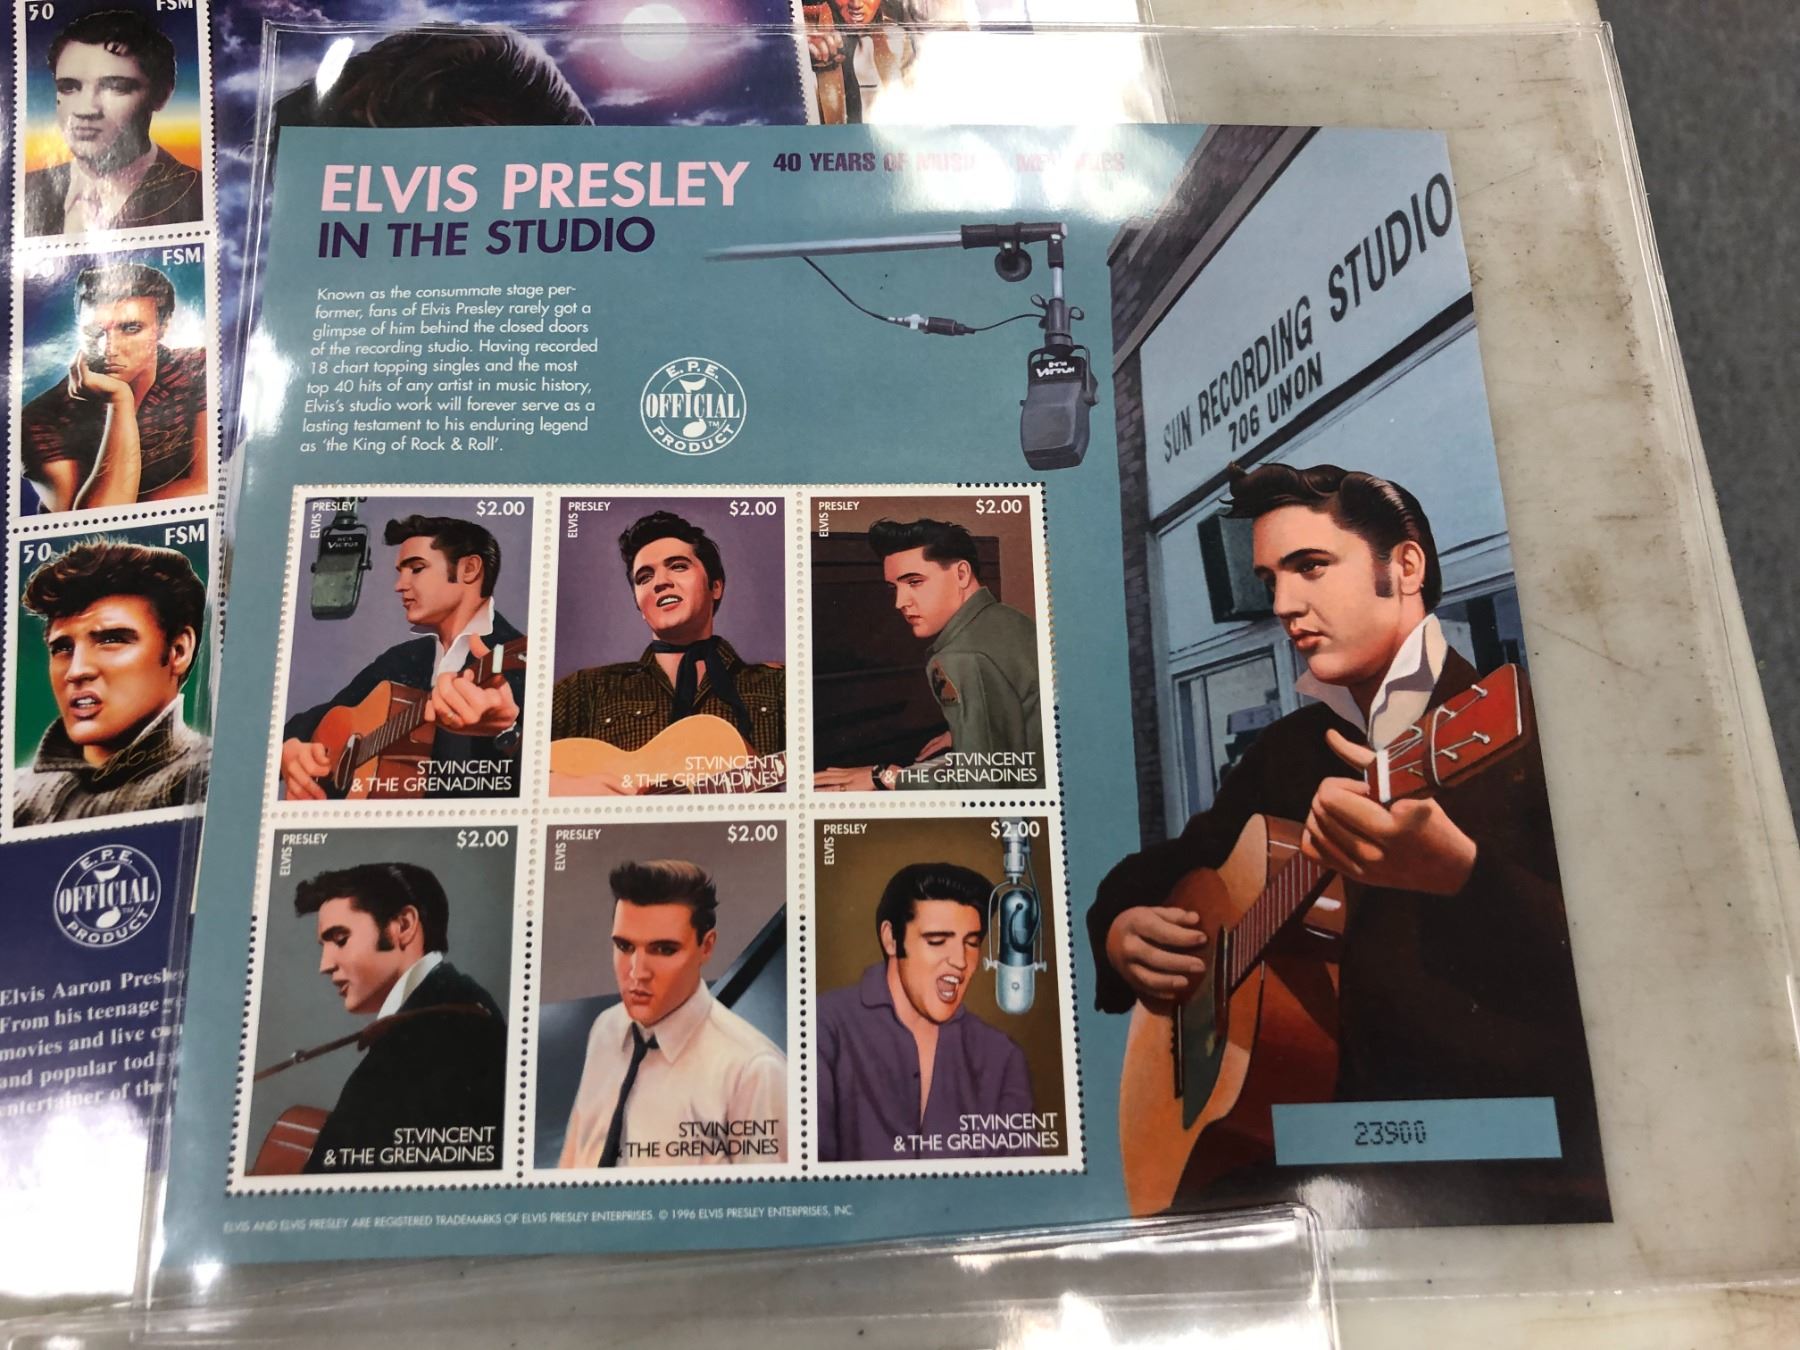 50
FSM
FSM
50
FSM
E.P.E.
OFFICIAL
PRODUCT
Elvis Aaron
From his teenage
movies and live
and popular
entertainer of the
ELVIS PRESLEY
40 YEARS OF
IN THE STUDIO
Known as the consummate stage per-
former, fans of Elvis Presley rarely got a
glimpse of him behind the closed doors
of the recording studio. Having recorded
18 chart topping singles and the most
top 40 hits of any artist in music history,
Elvis's studio work will forever serve as a
lasting testament to his enduring legend
as 'the King of Rock & Roll'.
E.P.E.
OFFICIAL
PRODUCT
RCA
VICTOR
SUN RECORDING STUDIO
706 UNION
ELVIS PRESLEY $2.00
RCA
VICTOR
ST.VINCENT
& THE GRENADINES
ELVIS PRESLEY $2.00
ST.VINCENT
& THE GRENADINES
ELVIS PRESLEY $2.00
ST.VINCENT
& THE GRENADINES
ELVIS PRESLEY $2.00
ST.VINCENT
& THE GRENADINES
ELVIS PRESLEY $2.00
ST.VINCENT
& THE GRENADINES
ELVIS PRESLEY $2.00
ST.VINCENT
& THE GRENADINES
23900
ELVIS AND ELVIS PRESLEY ARE REGISTERED TRADEMARKS OF ELVIS PRESLEY ENTERPRISES. © 1996 ELVIS PRESLEY ENTERPRISES, INC.